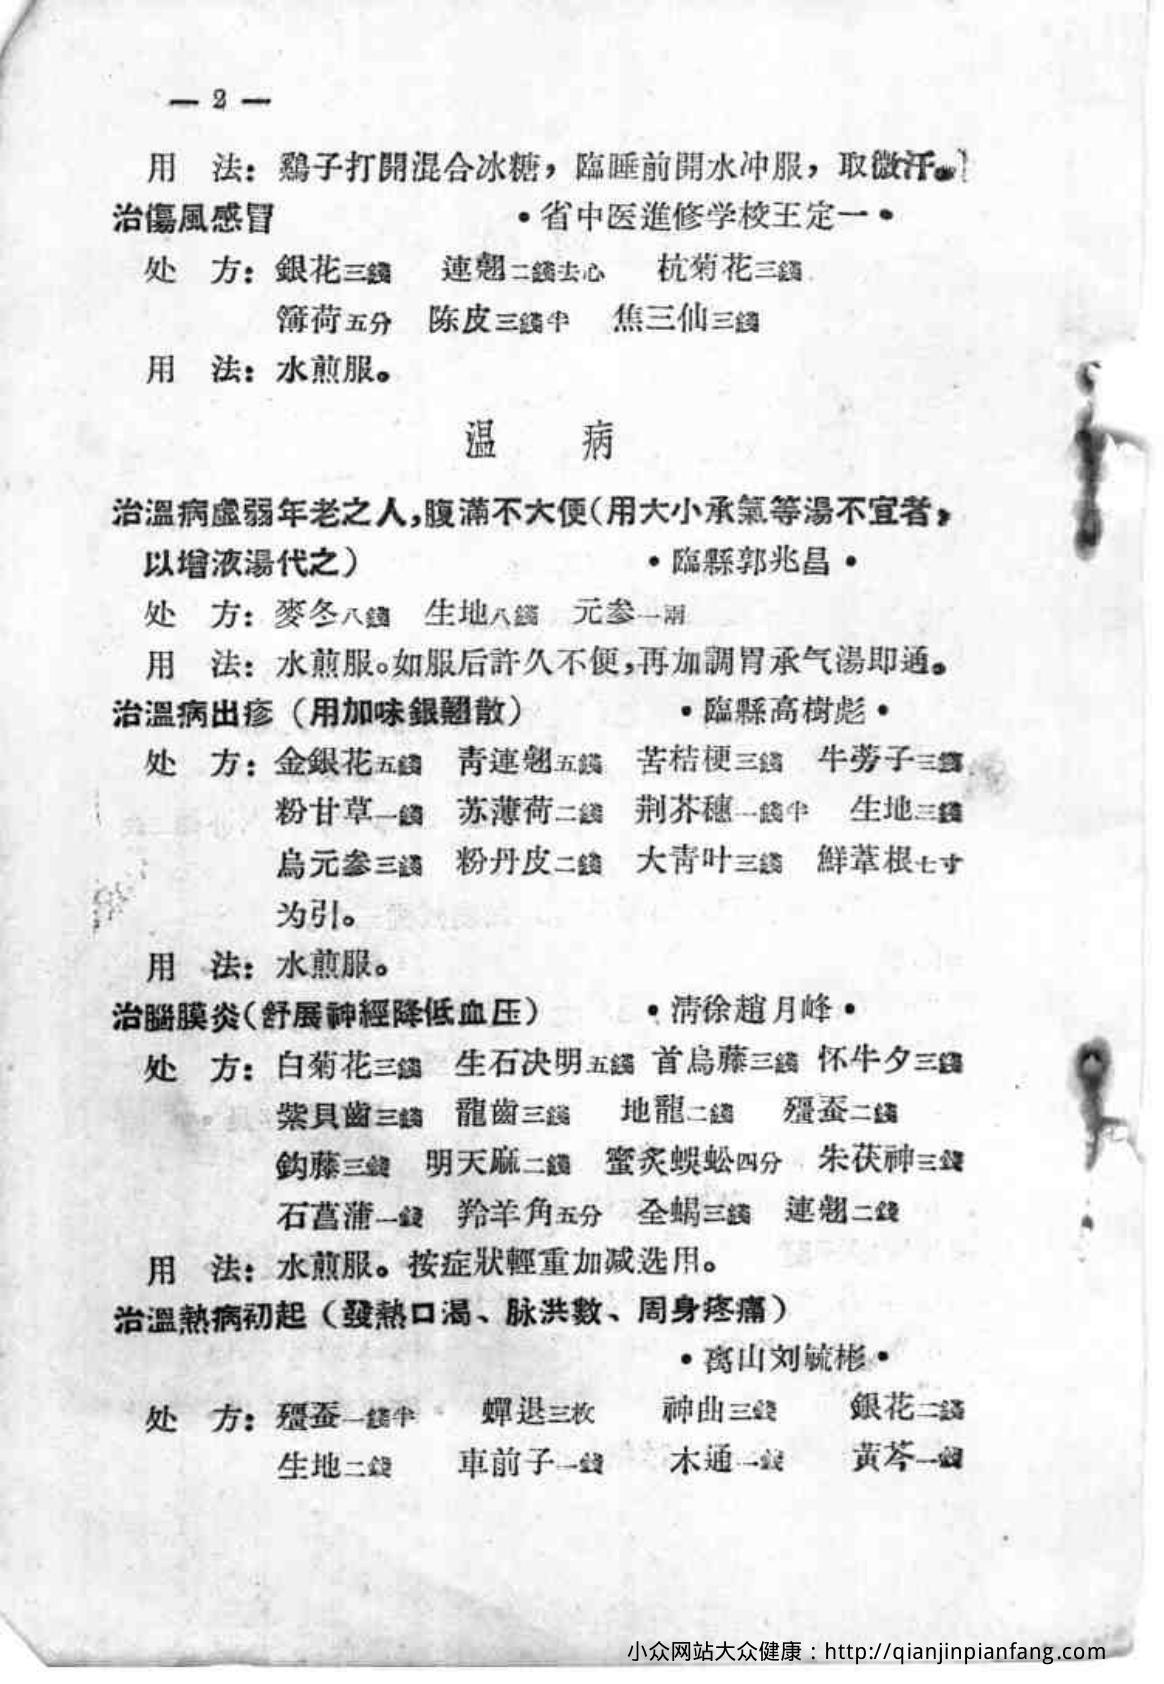 — 2 —
用 法：鷄子打開混合冰糖，臨睡前開水冲服，取微汗。
治傷風感冒 •省中医進修学校王定一•
处 方：銀花三錢 連翹二錢去心 杭菊花三錢
薄荷五分 陈皮三錢半 焦三仙三錢
用 法：水煎服。
温 病
治溫病虛弱年老之人，腹滿不大便（用大小承氣等湯不宜者，
以增液湯代之） •臨縣郭兆昌•
处 方：麥冬八錢 生地八錢 元参一兩
用 法：水煎服。如服后許久不便，再加調胃承气湯即通。
治溫病出疹（用加味銀翹散） •臨縣高樹彪•
处 方：金銀花五錢 靑連翹五錢 苦桔梗三錢 牛蒡子三錢
粉甘草一錢 苏薄荷二錢 荆芥穗一錢半 生地三錢
烏元参三錢 粉丹皮二錢 大靑叶三錢 鮮葦根七寸
为引。
用 法：水煎服。
治腦膜炎（舒展神經降低血压） •淸徐趙月峰•
处 方：白菊花三錢 生石决明五錢 首烏藤三錢 怀牛夕三錢
紫貝齒三錢 龍齒三錢 地龍二錢 殭蚕二錢
鈎藤三錢 明天麻二錢 蜜炙蜈蚣四分 朱茯神三錢
石菖蒲一錢 羚羊角五分 全蝎三錢 連翹二錢
用 法：水煎服。按症狀輕重加减选用。
治溫熱病初起（發熱口渴、脉洪數、周身疼痛）
•离山刘毓彬•
处 方：殭蚕一錢半 蟬退三枚 神曲三錢 銀花二錢
生地二錢 車前子一錢 木通一錢 黃芩一錢
小众网站大众健康：http://qianjinpianfang.com